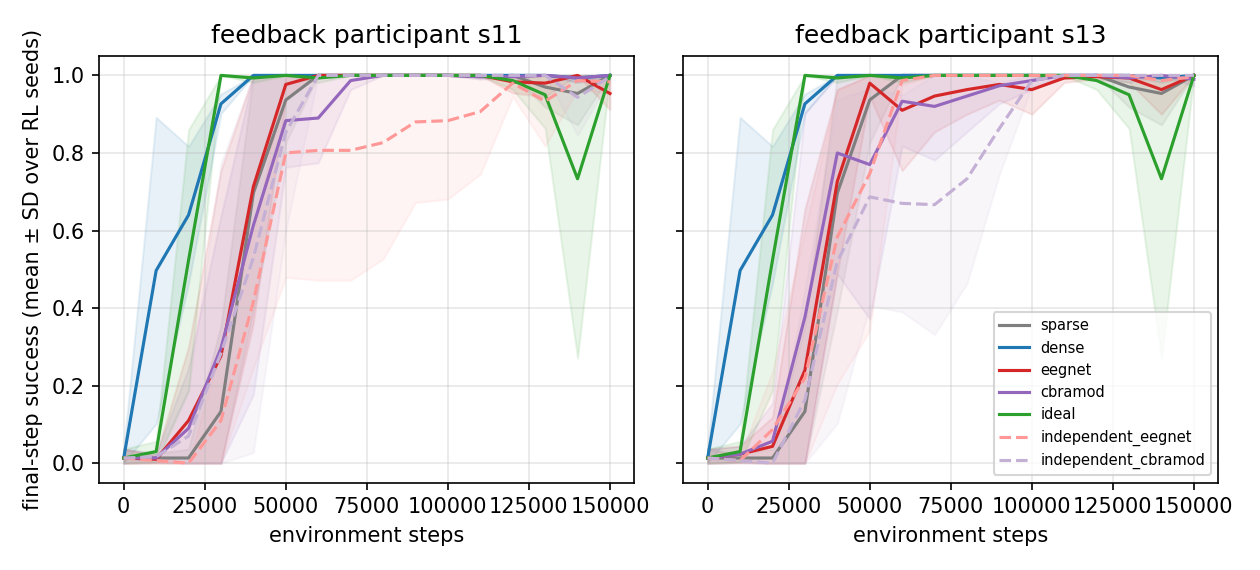 feedback participant s11
feedback participant s13
final-step success (mean ± SD over RL seeds)
1.0
0.8
0.6
0.4
0.2
0.0
0
25000
50000
75000
100000
125000
150000
environment steps
0
25000
50000
75000
100000
125000
150000
environment steps
sparse
dense
eegnet
cbramod
ideal
independent_eegnet
independent_cbramod